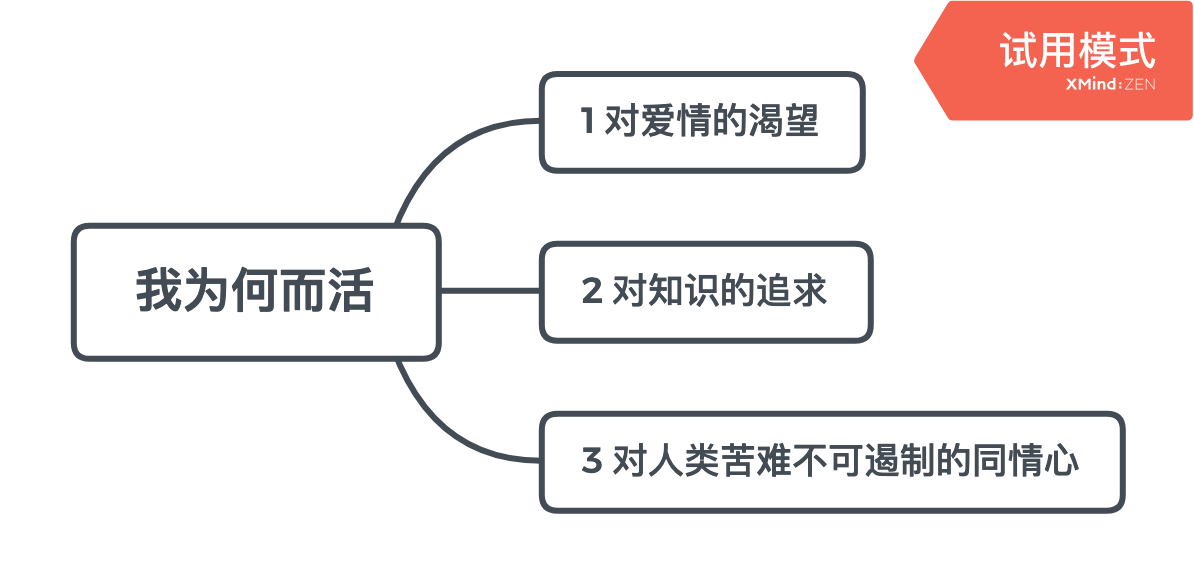 试用模式
XMind:ZEN
1 对爱情的渴望
我为何而活
2 对知识的追求
3 对人类苦难不可遏制的同情心